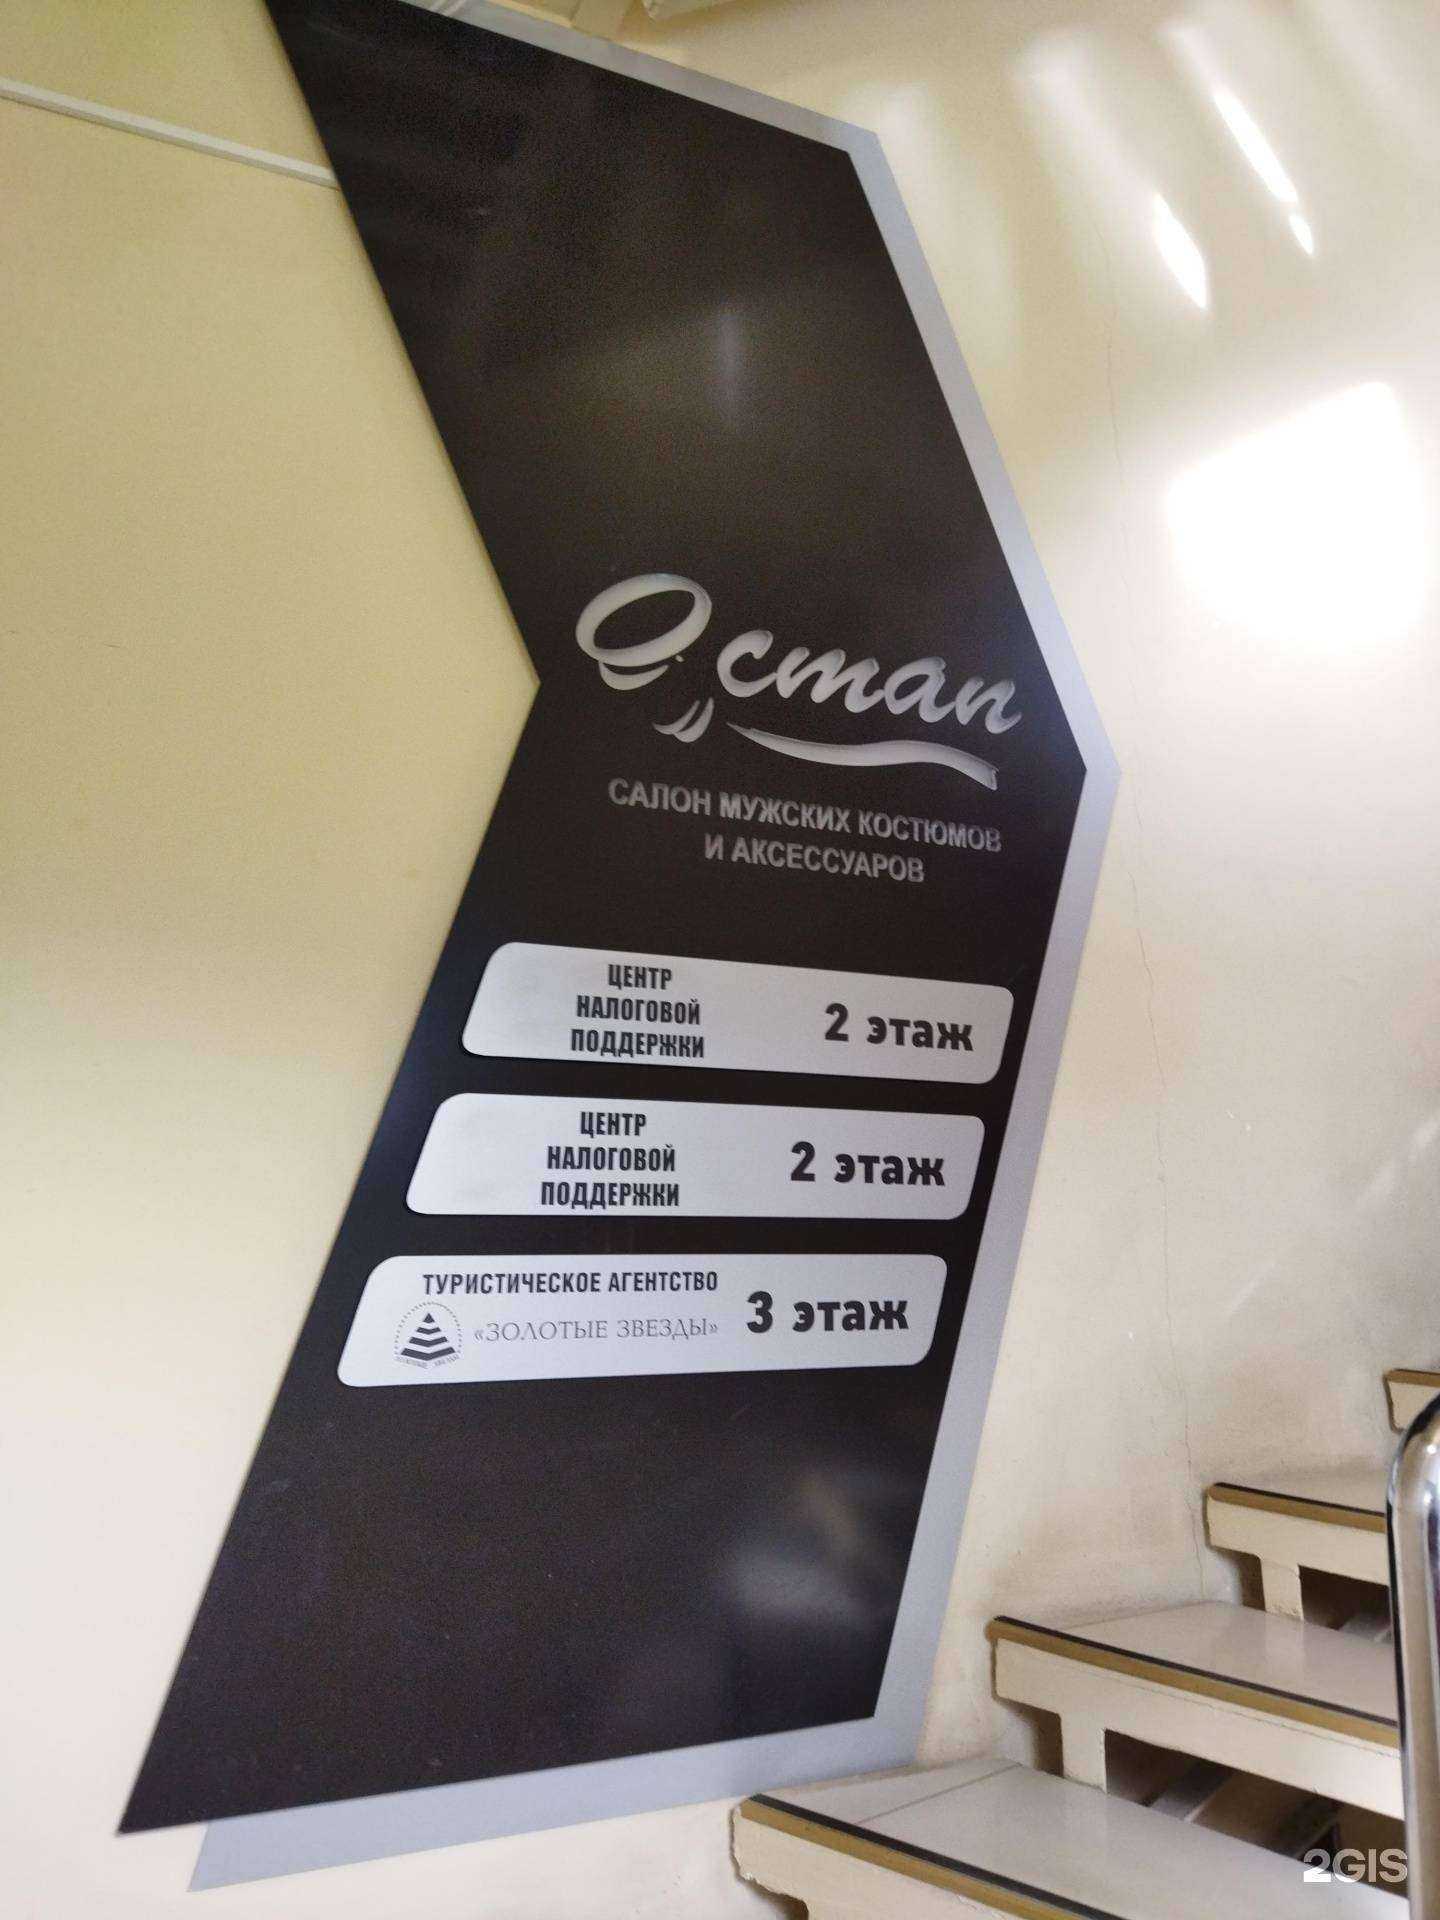 Остап
САЛОН МУЖСКИХ КОСТЮМОВ
И АКСЕССУАРОВ
ЦЕНТР
НАЛОГОВОЙ
ПОДДЕРЖКИ
2 этаж
ЦЕНТР
НАЛОГОВОЙ
ПОДДЕРЖКИ
2 этаж
ТУРИСТИЧЕСКОЕ АГЕНТСТВО
«ЗОЛОТЫЕ ЗВЕЗДЫ»
3 этаж
2GIS